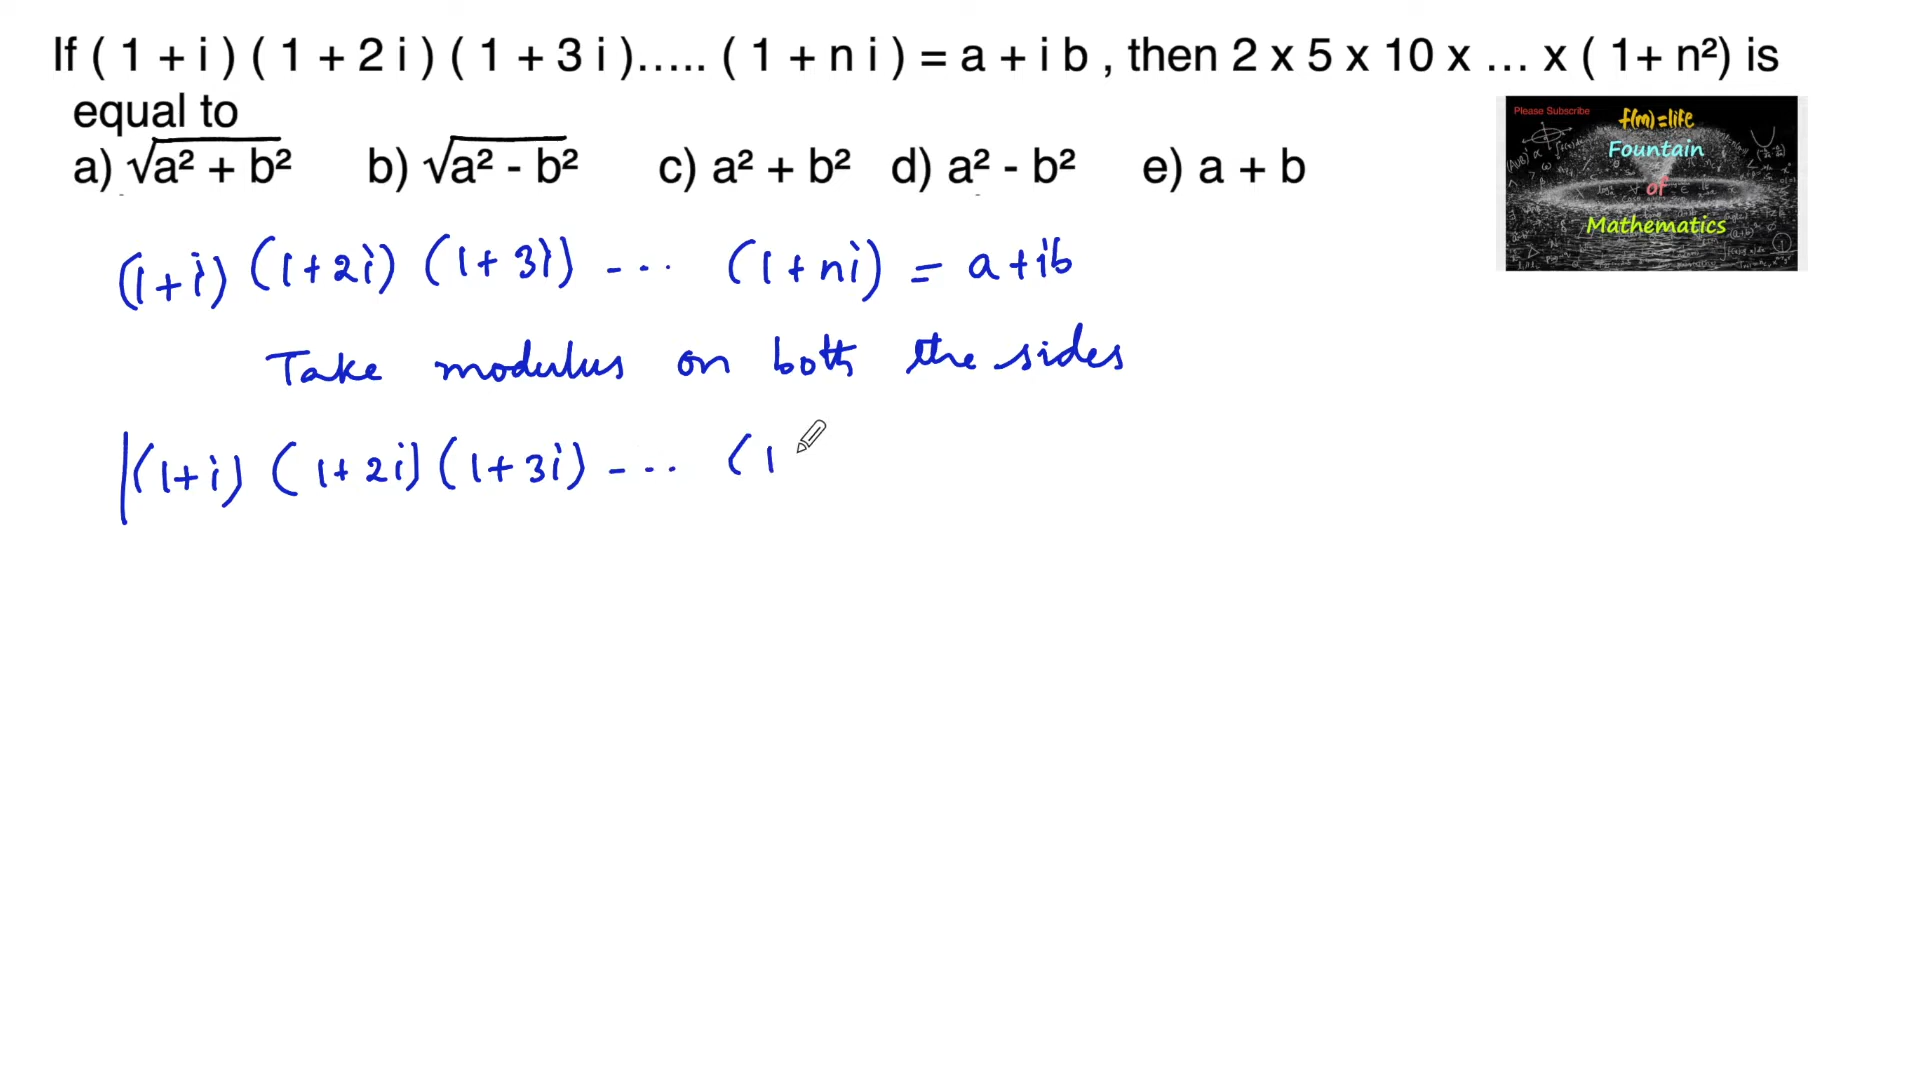 If ( 1 + i ) ( 1 + 2 i ) ( 1 + 3 i )..... ( 1 + n i ) = a + i b , then 2 x 5 x 10 x ... x ( 1+ n²) is
equal to
a) √a² + b² b) √a² - b² c) a² + b² d) a² - b² e) a + b
Please Subscribe
f(m)=life
Fountain
of
Mathematics
(1+i) (1+2i) (1+3i) --- (1+ni) = a+ib
Take modulus on both the sides
|(1+i) (1+2i) (1+3i) ---- (1